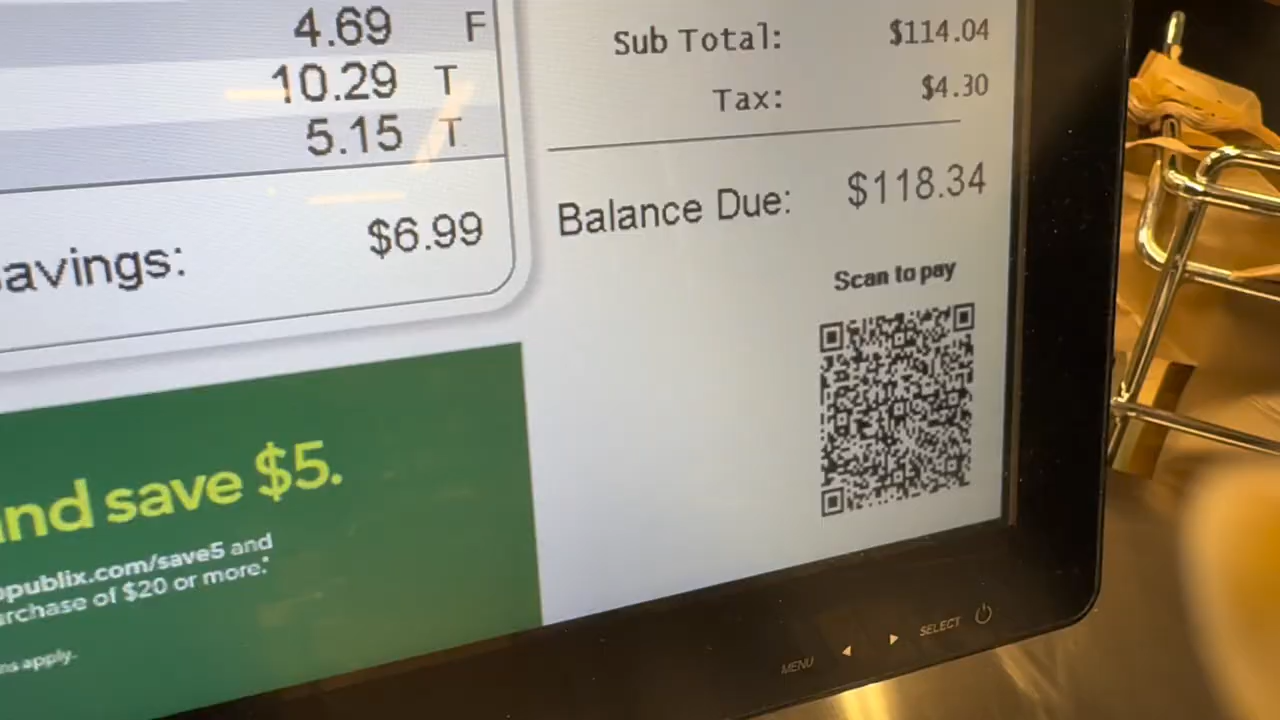 4.69 F
10.29 T
5.15 T
avings: $6.99
Sub Total: $114.04
Tax: $4.30
Balance Due: $118.34
Scan to pay
nd save $5.
publix.com/save5 and
urchase of $20 or more.*
ns apply.
MENU SELECT